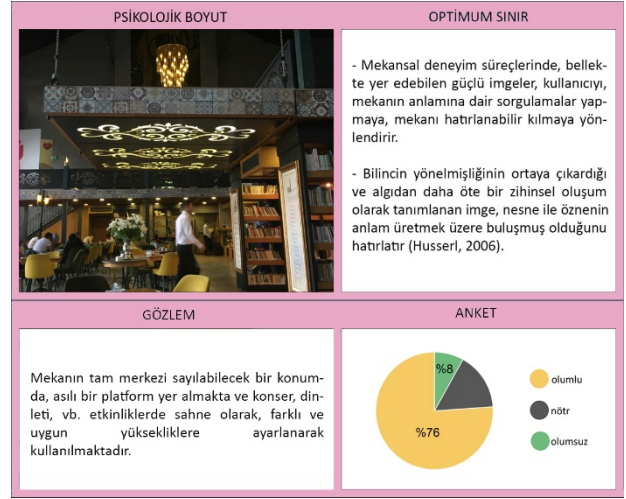 PSİKOLOJİK BOYUT
OPTİMUM SINIR
- Mekansal deneyim süreçlerinde, bellek-
te yer edebilen güçlü imgeler, kullanıcıyı,
mekanın anlamına dair sorgulamalar yap-
maya, mekanı hatırlanabilir kılmaya yön-
lendirir.
- Bilincin yönelmişliğinin ortaya çıkardığı
ve algıdan daha öte bir zihinsel oluşum
olarak tanımlanan imge, nesne ile öznenin
anlam üretmek üzere buluşmuş olduğunu
hatırlatır (Husserl, 2006).
GÖZLEM
Mekanın tam merkezi sayılabilecek bir konum-
da, asılı bir platform yer almakta ve konser, din-
leti, vb. etkinliklerde sahne olarak, farklı ve
uygun yüksekliklere ayarlanarak
kullanılmaktadır.
ANKET
%8
%76
olumlu
nötr
olumsuz